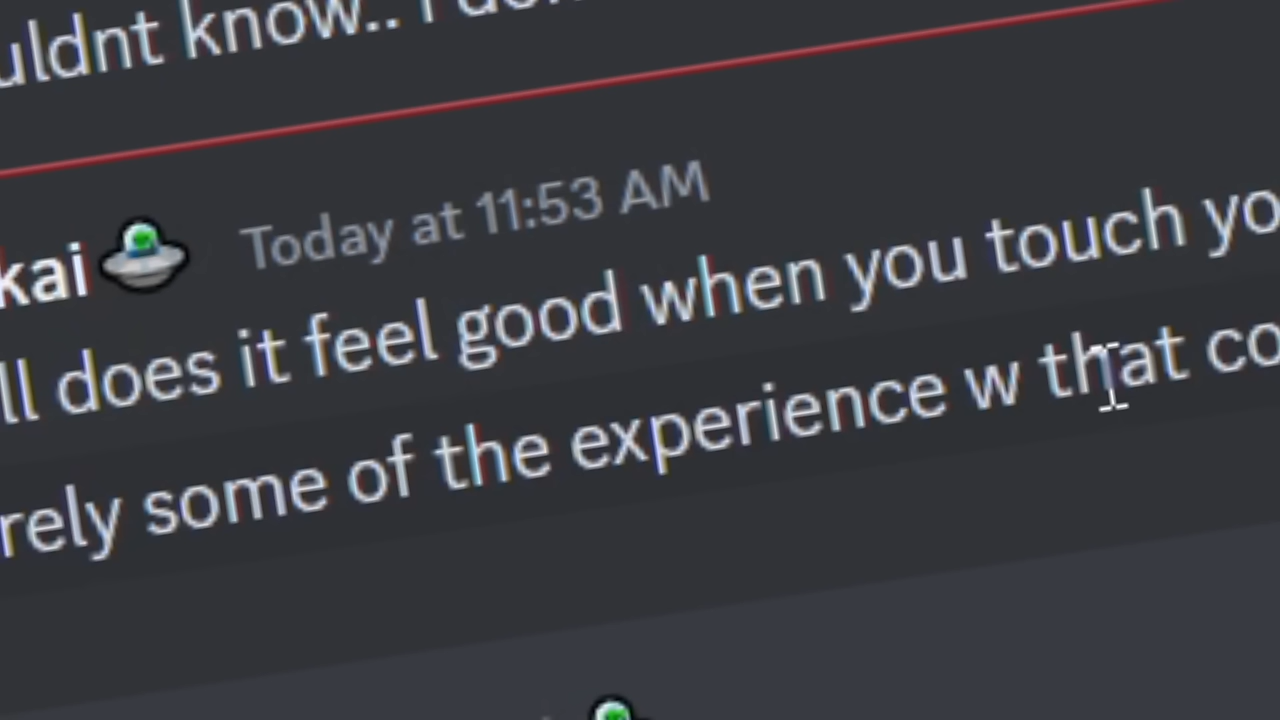 uldnt know.. I don
kai Today at 11:53 AM
ll does it feel good when you touch yo
rely some of the experience w that co